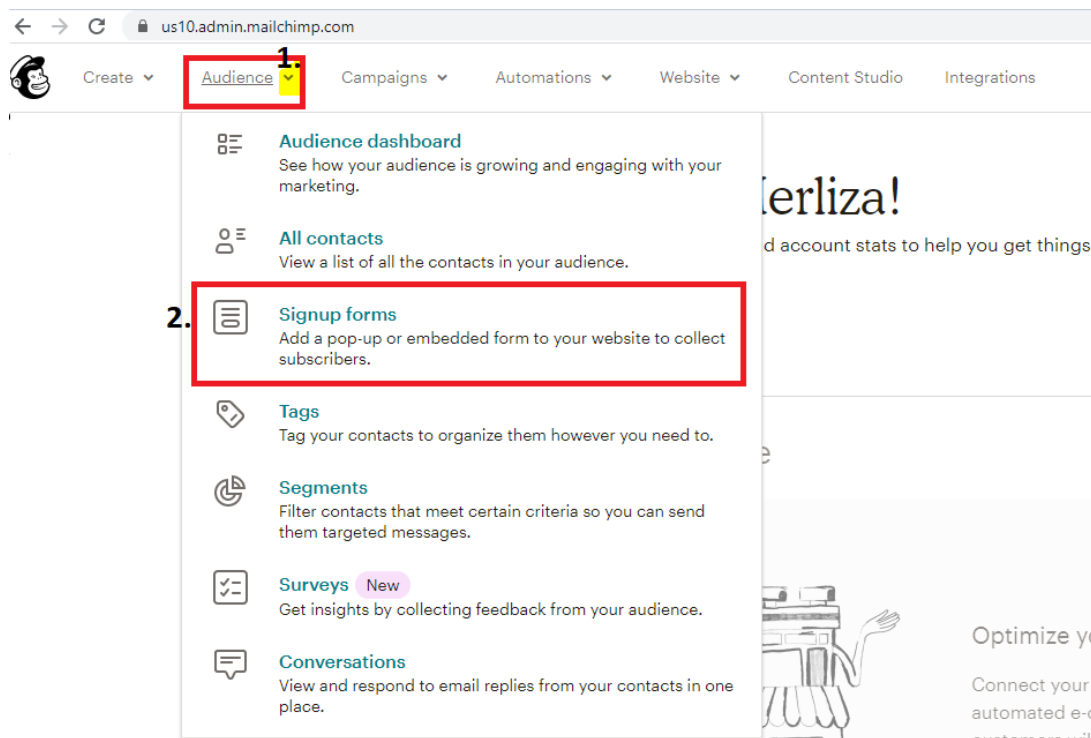 us10.admin.mailchimp.com
1.
Create Audience Campaigns Automations Website Content Studio Integrations
Audience dashboard
See how your audience is growing and engaging with your
marketing.
erliza!
All contacts
d account stats to help you get things
View a list of all the contacts in your audience.
2.
Signup forms
Add a pop-up or embedded form to your website to collect
subscribers.
Tags
Tag your contacts to organize them however you need to.
e
Segments
Filter contacts that meet certain criteria so you can send
them targeted messages.
Surveys New
Get insights by collecting feedback from your audience.
Optimize yo
Conversations
View and respond to email replies from your contacts in one
place.
Connect your
automated e-c